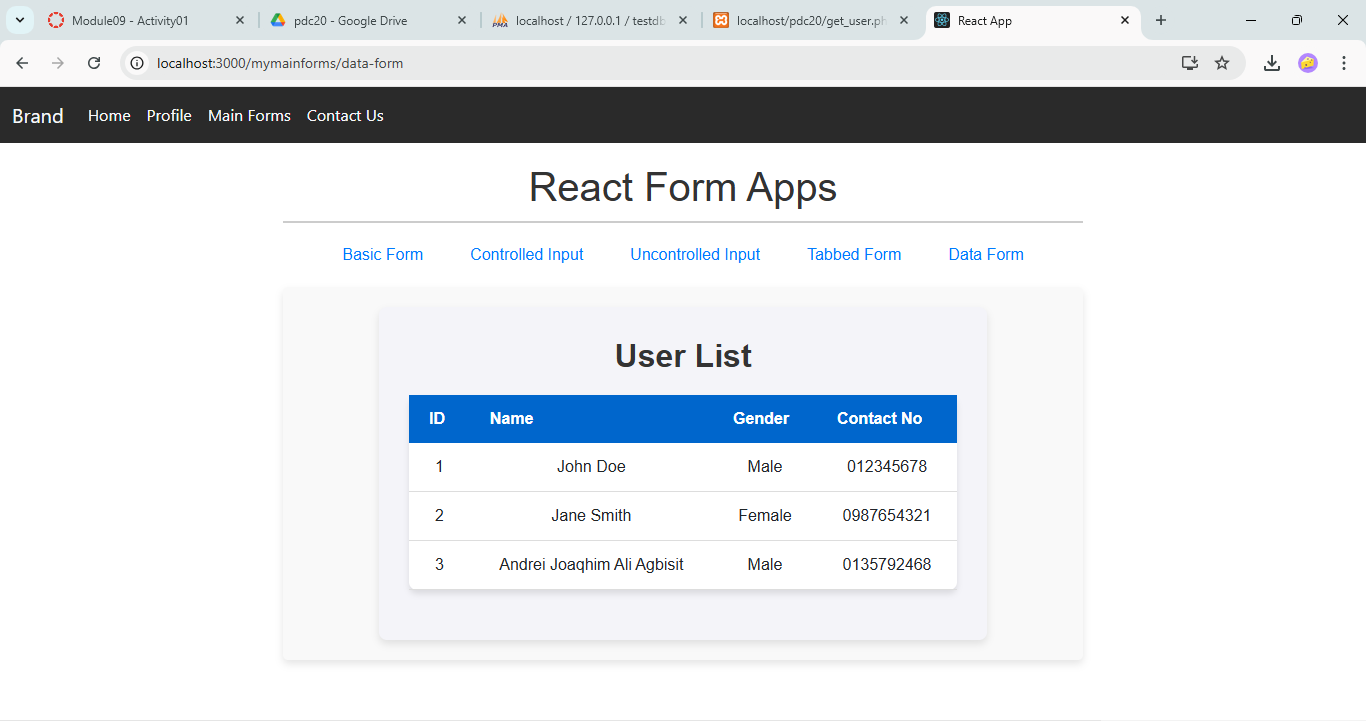 Module09 - Activity01
pdc20 - Google Drive
localhost / 127.0.0.1 / testdb
localhost/pdc20/get_user.ph
React App
localhost:3000/mymainforms/data-form
Brand Home Profile Main Forms Contact Us
React Form Apps
Basic Form Controlled Input Uncontrolled Input Tabbed Form Data Form
User List
ID Name Gender Contact No
1 John Doe Male 012345678
2 Jane Smith Female 0987654321
3 Andrei Joaqhim Ali Agbisit Male 0135792468